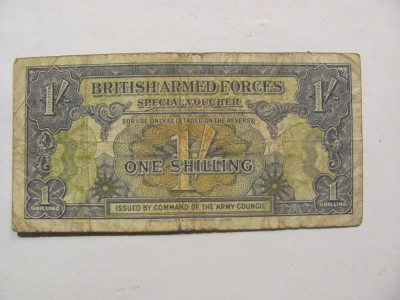 1/- BRITISH ARMED FORCES 1/-
SPECIAL VOUCHER
FOR USE ONLY AS DETAILED ON THE REVERSE
1/-
ONE SHILLING
1 SHILLING 1 SHILLING
ISSUED BY COMMAND OF THE ARMY COUNCIL